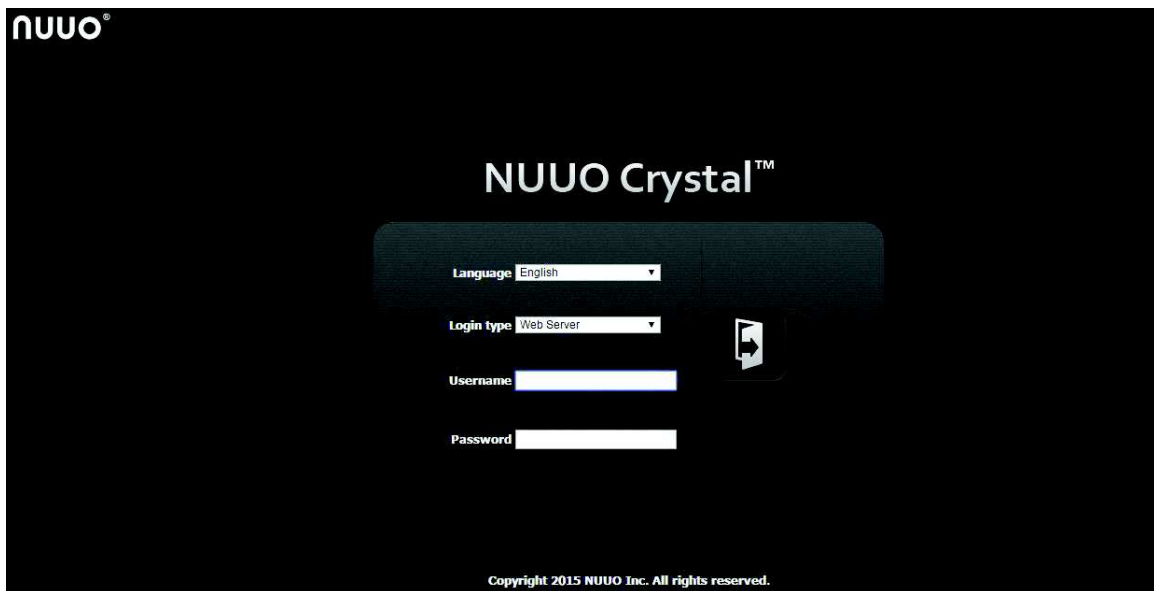 nuuo®
NUUO Crystal™
Language English
Login type Web Server
Username
Password
Copyright 2015 NUUO Inc. All rights reserved.